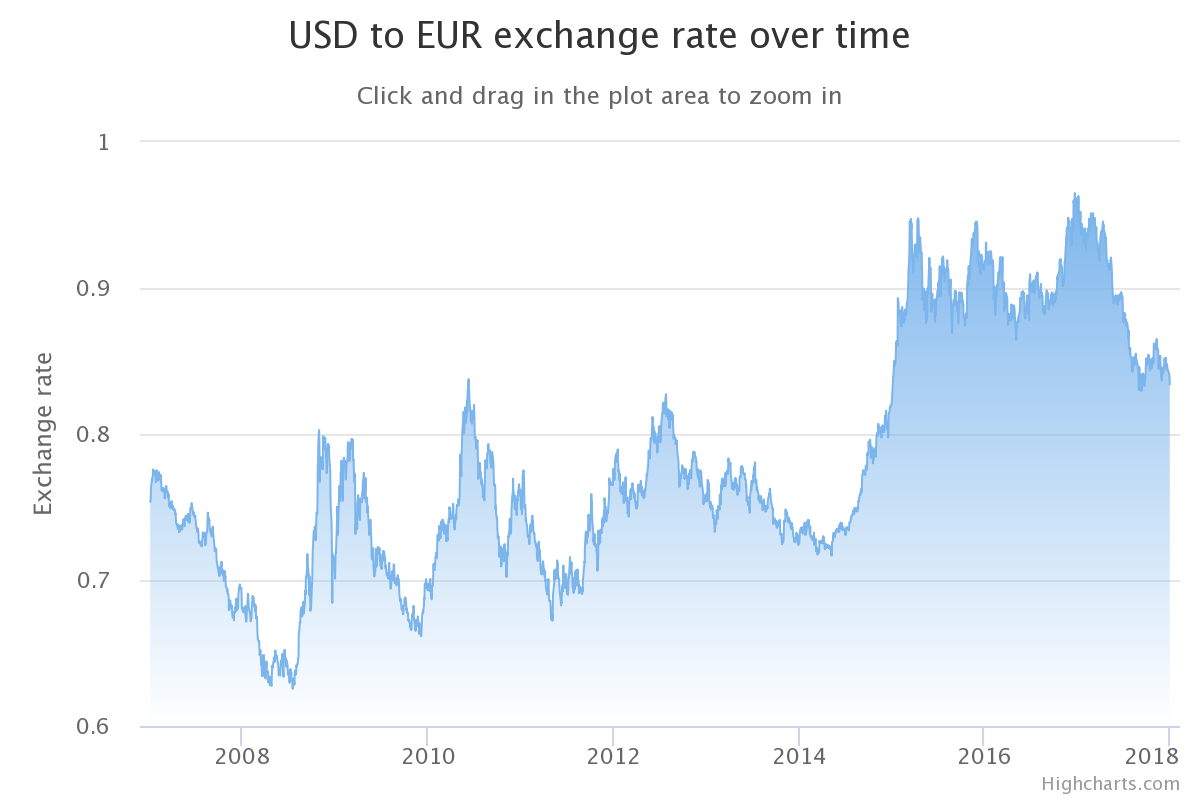 USD to EUR exchange rate over time
Click and drag in the plot area to zoom in
Exchange rate
1
0.9
0.8
0.7
0.6
2008 2010 2012 2014 2016 2018
Highcharts.com